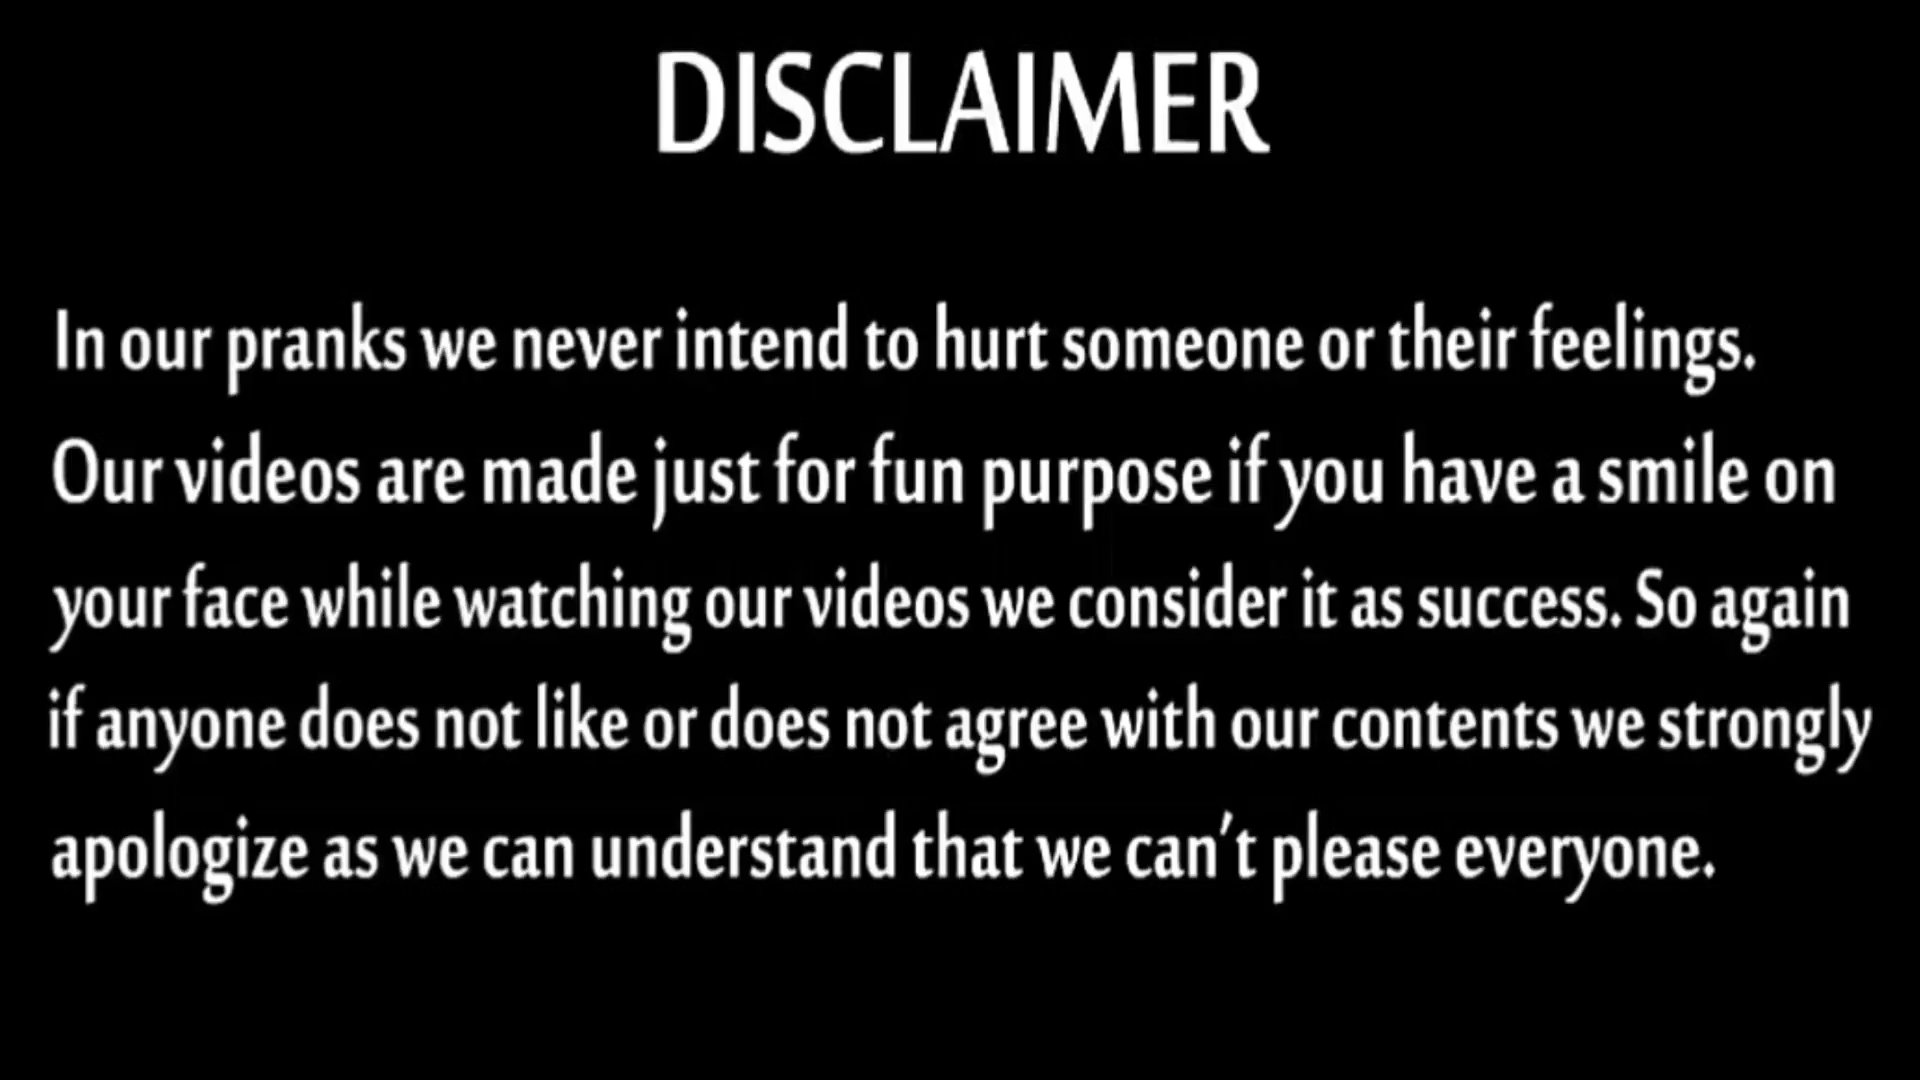 DISCLAIMER
In our pranks we never intend to hurt someone or their feelings.
Our videos are made just for fun purpose if you have a smile on
your face while watching our videos we consider it as success. So again
if anyone does not like or does not agree with our contents we strongly
apologize as we can understand that we can't please everyone.